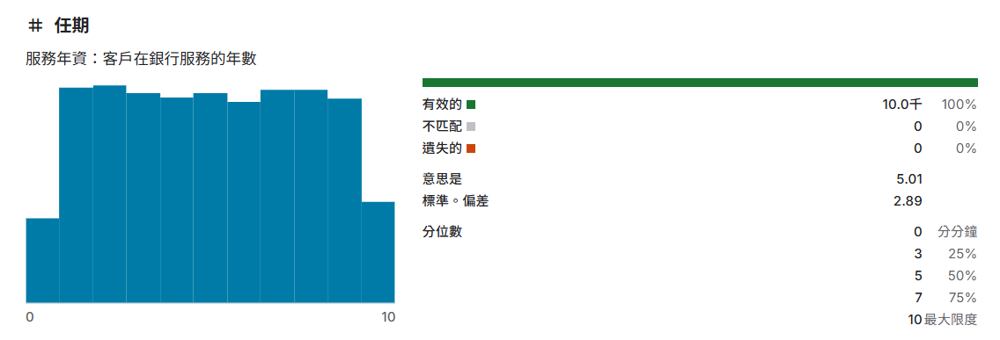 # 任期
服務年資：客戶在銀行服務的年數
0 10
有效的 10.0千 100%
不匹配 0 0%
遺失的 0 0%
意思是 5.01
標準。偏差 2.89
分位數 0 分分鐘
3 25%
5 50%
7 75%
10 最大限度